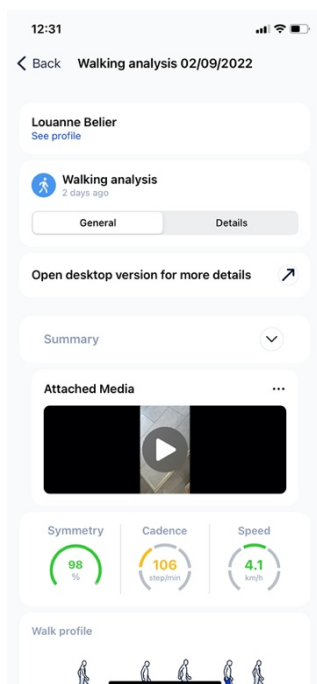 12:31
Back Walking analysis 02/09/2022
Louanne Belier
See profile
Walking analysis
2 days ago
General Details
Open desktop version for more details
Summary
Attached Media
Symmetry Cadence Speed
98 106 4.1
% step/min km/h
Walk profile